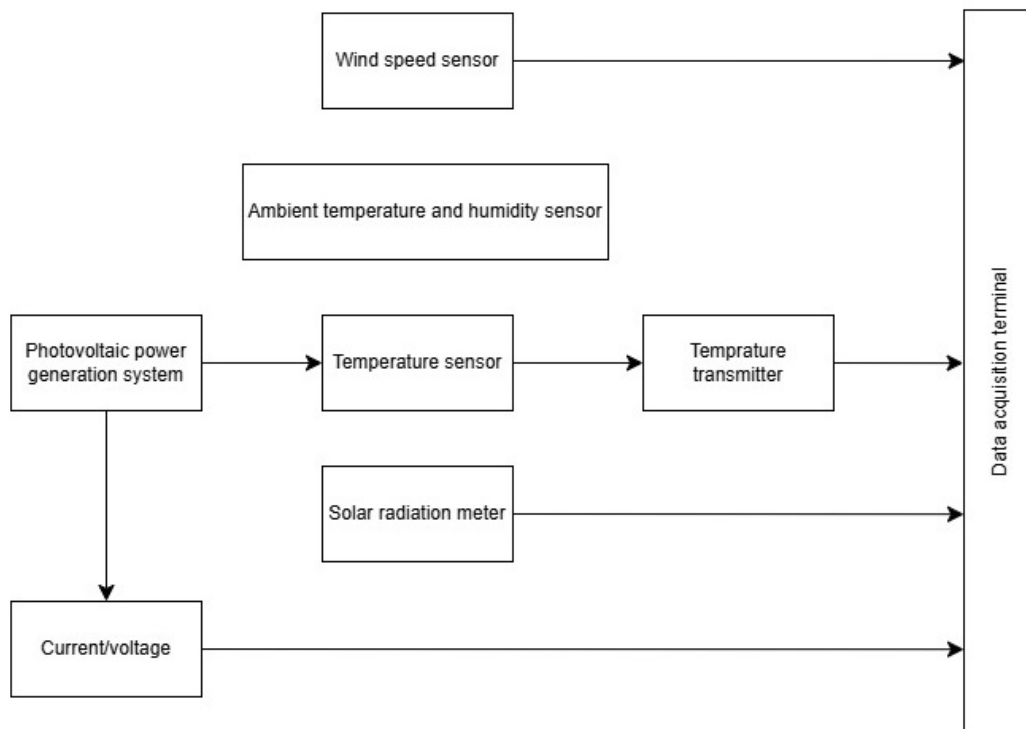 Wind speed sensor
Ambient temperature and humidity sensor
Photovoltaic power
generation system
Temperature sensor
Temprature
transmitter
Data acquisition terminal
Solar radiation meter
Current/voltage